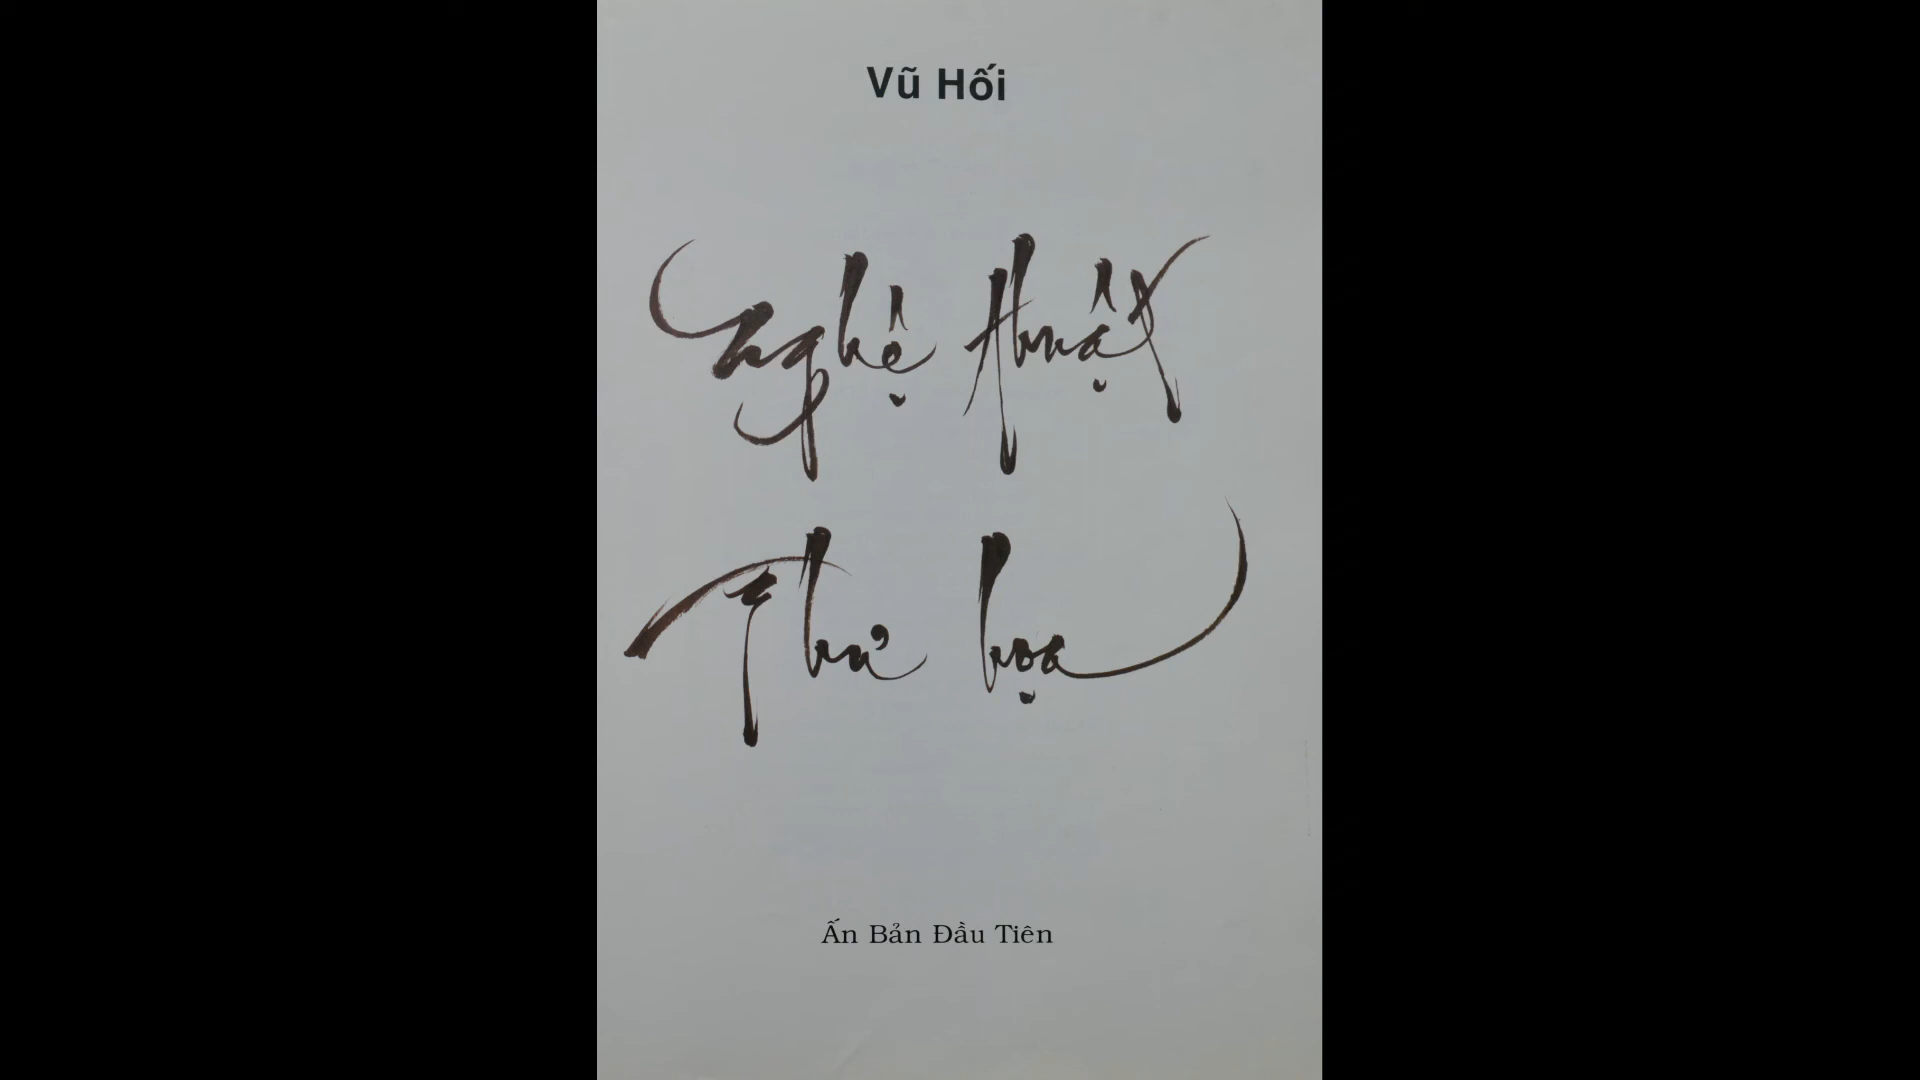 Vũ Hối
Nghệ thuật
Thư họa
Ấn Bản Đầu Tiên